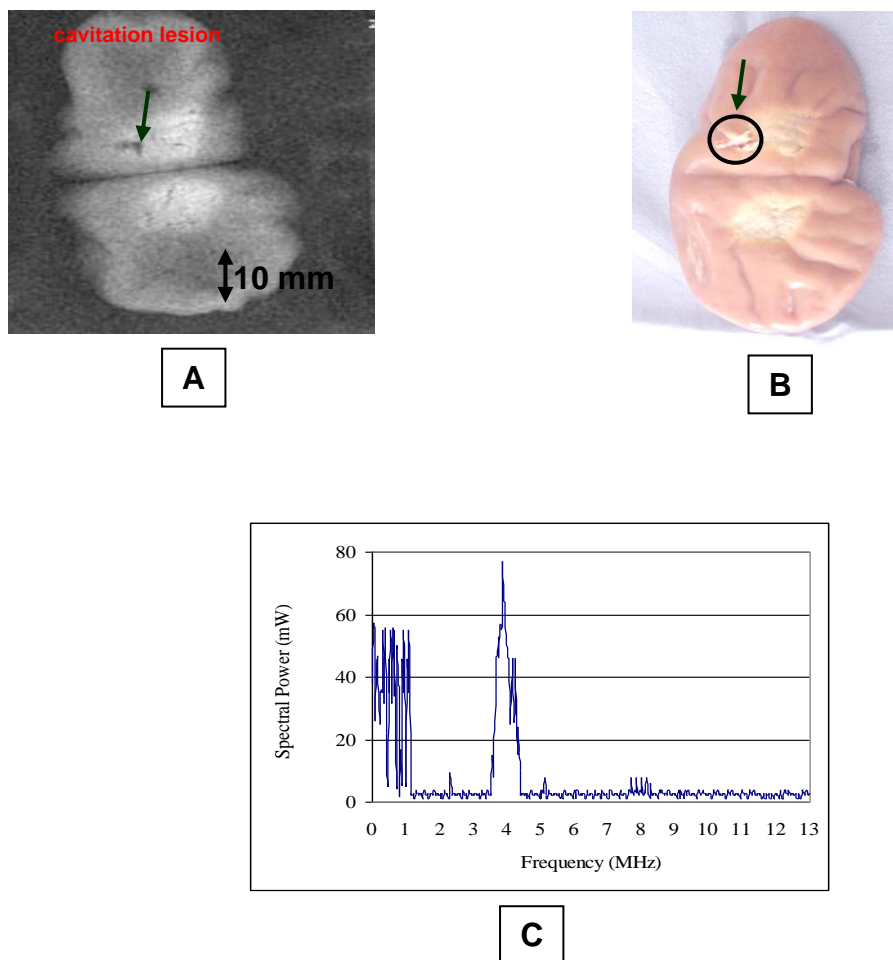 cavitation lesion
10 mm
A
B
80
60
40
20
0
Spectral Power (mW)
0 1 2 3 4 5 6 7 8 9 10 11 12 13
Frequency (MHz)
C